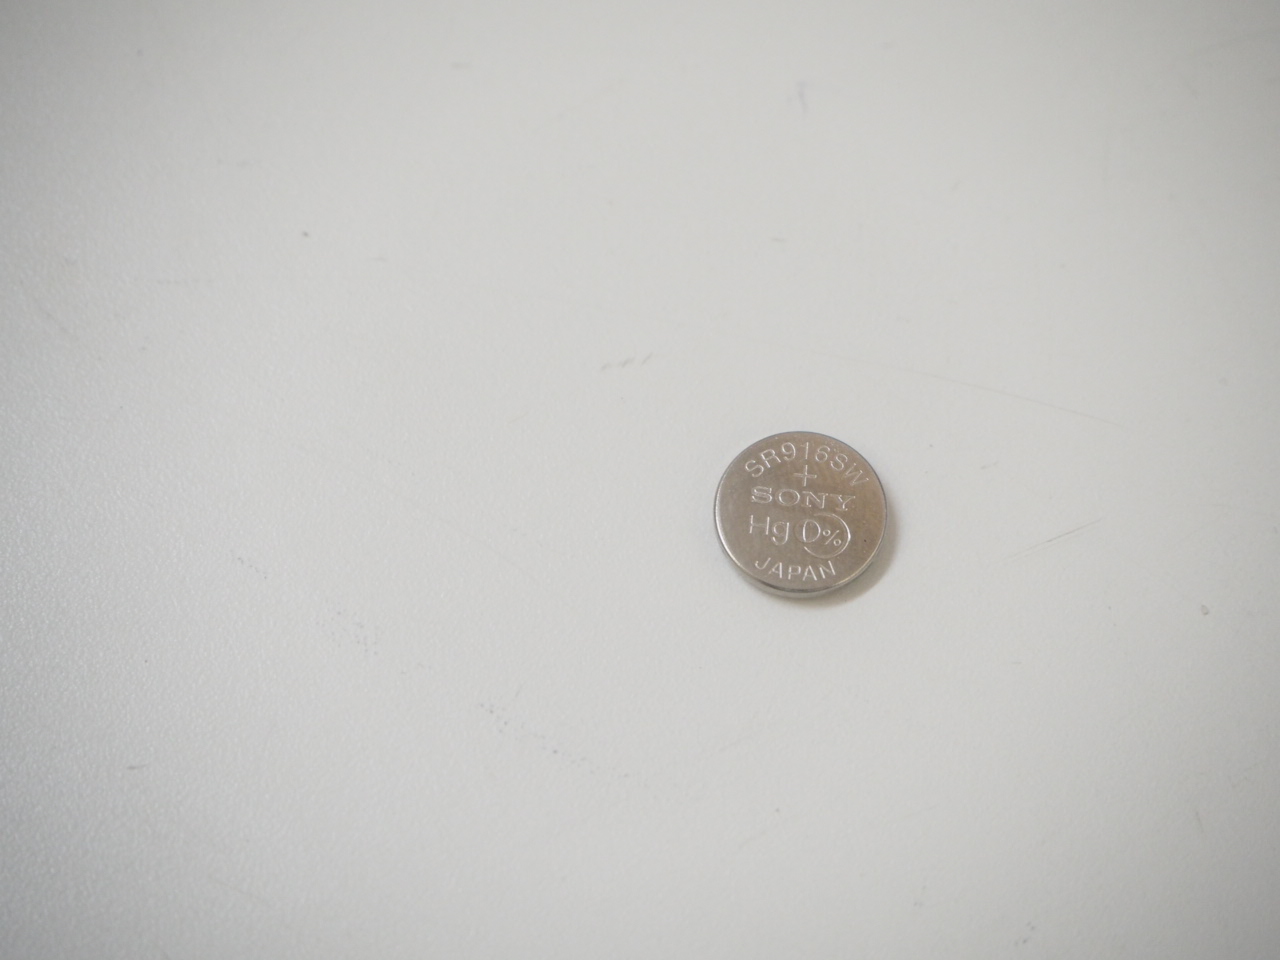 SR916SW
+
SONY
Hg 0%
JAPAN